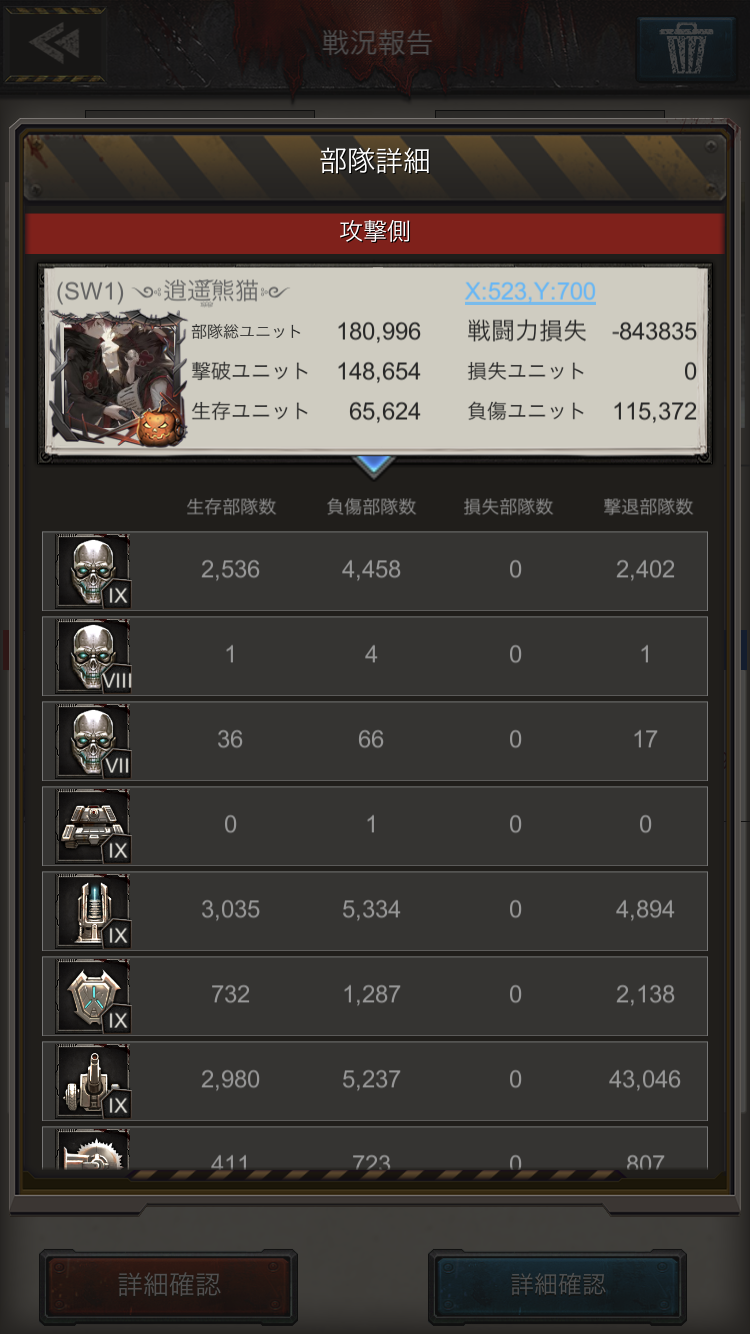 戦況報告
部隊詳細
攻撃側
(SW1) 逍遥熊猫 X:523,Y:700
部隊総ユニット 180,996 戦闘力損失 -843835
撃破ユニット 148,654 損失ユニット 0
生存ユニット 65,624 負傷ユニット 115,372
生存部隊数 負傷部隊数 損失部隊数 撃退部隊数
IX 2,536 4,458 0 2,402
VIII 1 4 0 1
VII 36 66 0 17
IX 0 1 0 0
IX 3,035 5,334 0 4,894
IX 732 1,287 0 2,138
IX 2,980 5,237 0 43,046
411 723 0 807
詳細確認 詳細確認